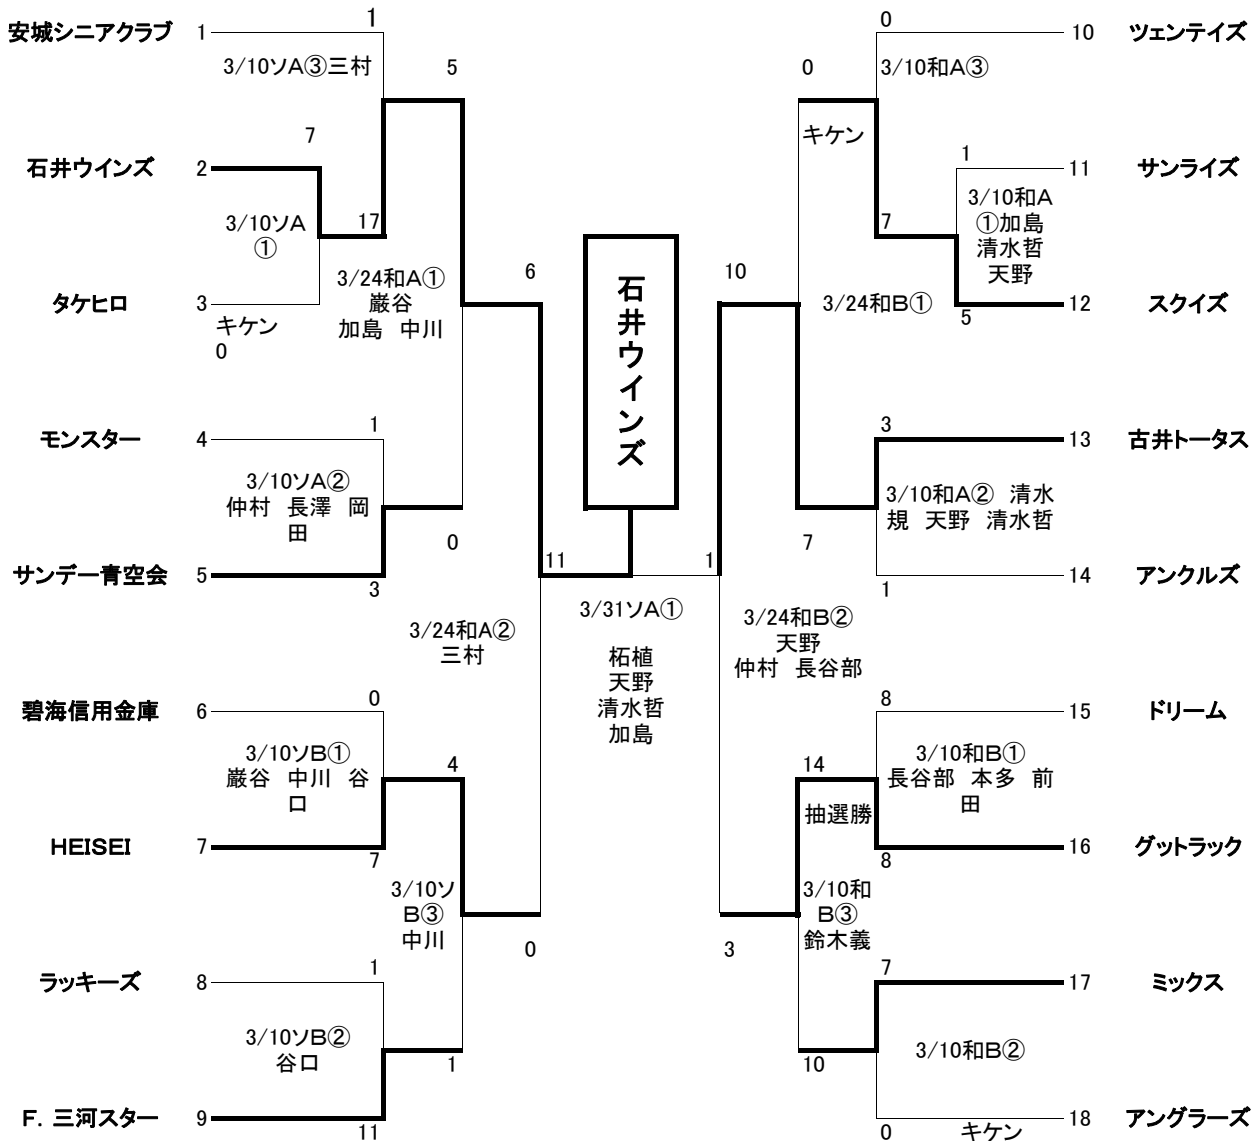 安城シニアクラブ 1
1
3/10ソA③三村
5
石井ウインズ 2
7
3/10ソA
①
17
タケヒロ 3
キケン
0
3/24和A①
巌谷
加島 中川
6
モンスター 4
1
3/10ソA②
仲村 長澤 岡
田
サンデー青空会 5
3
0
11
3/24和A②
三村
碧海信用金庫 6
0
3/10ソB①
巌谷 中川 谷
口
4
HEISEI 7
7
3/10ソ
B③
中川
0
ラッキーズ 8
1
3/10ソB②
谷口
1
F. 三河スター 9
11
石井ウインズ
3/31ソA①
柘植
天野
清水哲
加島
0
10 ツェンテイズ
0
3/10和A③
キケン
1
11 サンライズ
3/10和A
①加島
清水哲
天野
7
10
3/24和B①
5
12 スクイズ
3
13 古井トータス
3/10和A② 清水
規 天野 清水哲
7
1
1
14 アンクルズ
3/24和B②
天野
仲村 長谷部
8
15 ドリーム
3/10和B①
長谷部 本多 前
田
14
抽選勝
8
16 グットラック
3/10和
B③
鈴木義
3
7
17 ミックス
3/10和B②
10
0
キケン
18 アングラーズ